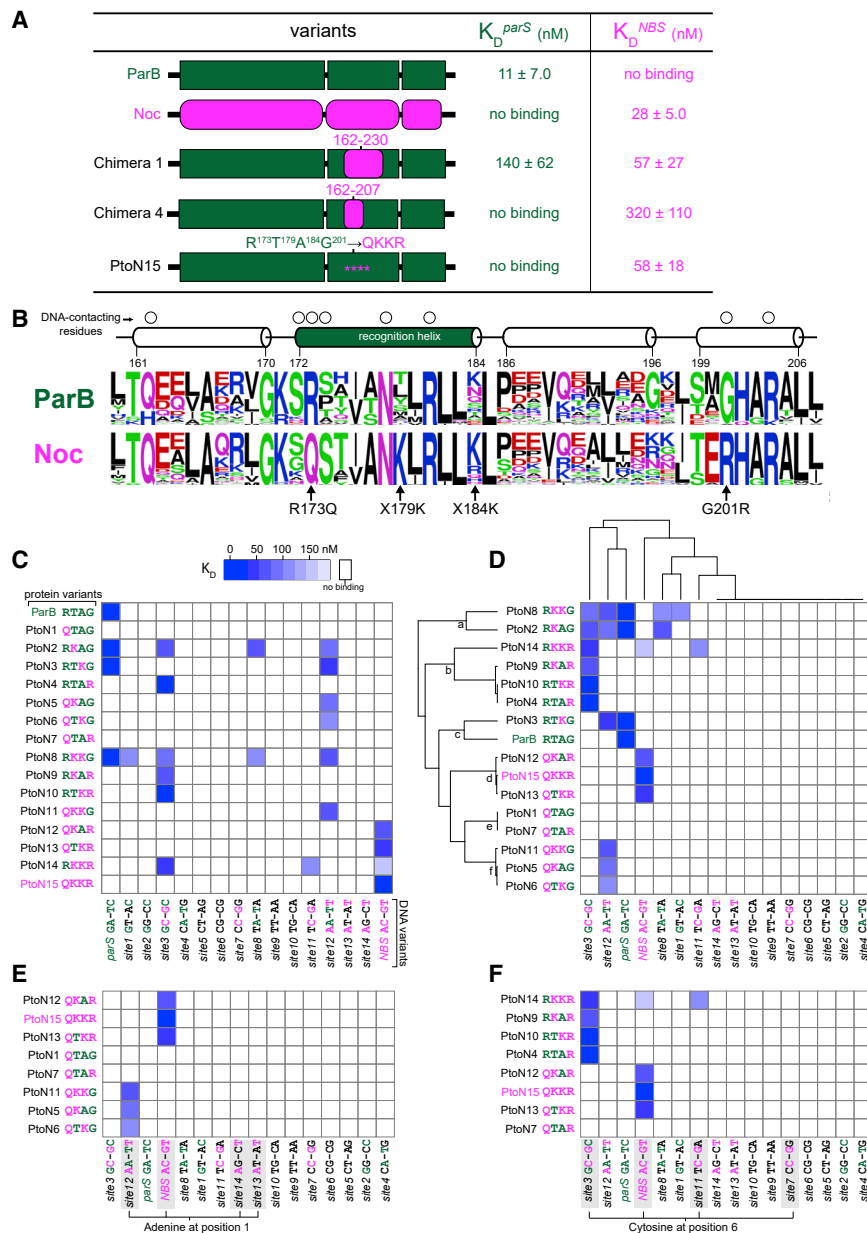 A
variants K_D^parS (nM) K_D^NBS (nM)
ParB 11 ± 7.0 no binding
Noc no binding 28 ± 5.0
162-230
Chimera 1 140 ± 62 57 ± 27
162-207
Chimera 4 no binding 320 ± 110
R¹⁷³T¹⁷⁹A¹⁸⁴G²⁰¹→QKKR
PtoN15 **** no binding 58 ± 18
B
DNA-contacting residues
recognition helix
161 170 172 184 186 196 199 206
ParB
Noc
R173Q X179K X184K G201R
C
K_D
0 50 100 150 nM
no binding
protein variants
ParB RTAG
PtoN1 QTAG
PtoN2 RKAG
PtoN3 RTKG
PtoN4 RTAR
PtoN5 QKAG
PtoN6 QTKG
PtoN7 QTAR
PtoN8 RKKG
PtoN9 RKAR
PtoN10 RTKR
PtoN11 QKKG
PtoN12 QKAR
PtoN13 QTKR
PtoN14 RKKR
PtoN15 QKKR
parS GA-TC
site1 GT-AC
site2 GG-CC
site3 GC-GC
site4 CA-TG
site5 CT-AG
site6 CG-CG
site7 CC-GG
site8 TA-TA
site9 TT-AA
site10 TG-CA
site11 TC-GA
site12 AA-TT
site13 AT-AT
site14 AG-CT
NBS AC-GT
DNA variants
D
a
b
c
d
e
f
PtoN8 RKKG
PtoN2 RKAG
PtoN14 RKKR
PtoN9 RKAR
PtoN10 RTKR
PtoN4 RTAR
PtoN3 RTKG
ParB RTAG
PtoN12 QKAR
PtoN15 QKKR
PtoN13 QTKR
PtoN1 QTAG
PtoN7 QTAR
PtoN11 QKKG
PtoN5 QKAG
PtoN6 QTKG
site3 GC-GC
site12 AA-TT
parS GA-TC
NBS AC-GT
site8 TA-TA
site1 GT-AC
site11 TC-GA
site14 AG-CT
site13 AT-AT
site10 TG-CA
site9 TT-AA
site7 CC-GG
site6 CG-CG
site5 CT-AG
site2 GG-CC
site4 CA-TG
E
PtoN12 QKAR
PtoN15 QKKR
PtoN13 QTKR
PtoN1 QTAG
PtoN7 QTAR
PtoN11 QKKG
PtoN5 QKAG
PtoN6 QTKG
site3 GC-GC
site12 AA-TT
parS GA-TC
NBS AC-GT
site8 TA-TA
site1 GT-AC
site11 TC-GA
site14 AG-CT
site13 AT-AT
site10 TG-CA
site9 TT-AA
site7 CC-GG
site6 CG-CG
site5 CT-AG
site2 GG-CC
site4 CA-TG
Adenine at position 1
F
PtoN14 RKKR
PtoN9 RKAR
PtoN10 RTKR
PtoN4 RTAR
PtoN12 QKAR
PtoN15 QKKR
PtoN13 QTKR
PtoN7 QTAR
site3 GC-GC
site12 AA-TT
parS GA-TC
NBS AC-GT
site8 TA-TA
site1 GT-AC
site11 TC-GA
site14 AG-CT
site13 AT-AT
site10 TG-CA
site9 TT-AA
site7 CC-GG
site6 CG-CG
site5 CT-AG
site2 GG-CC
site4 CA-TG
Cytosine at position 6